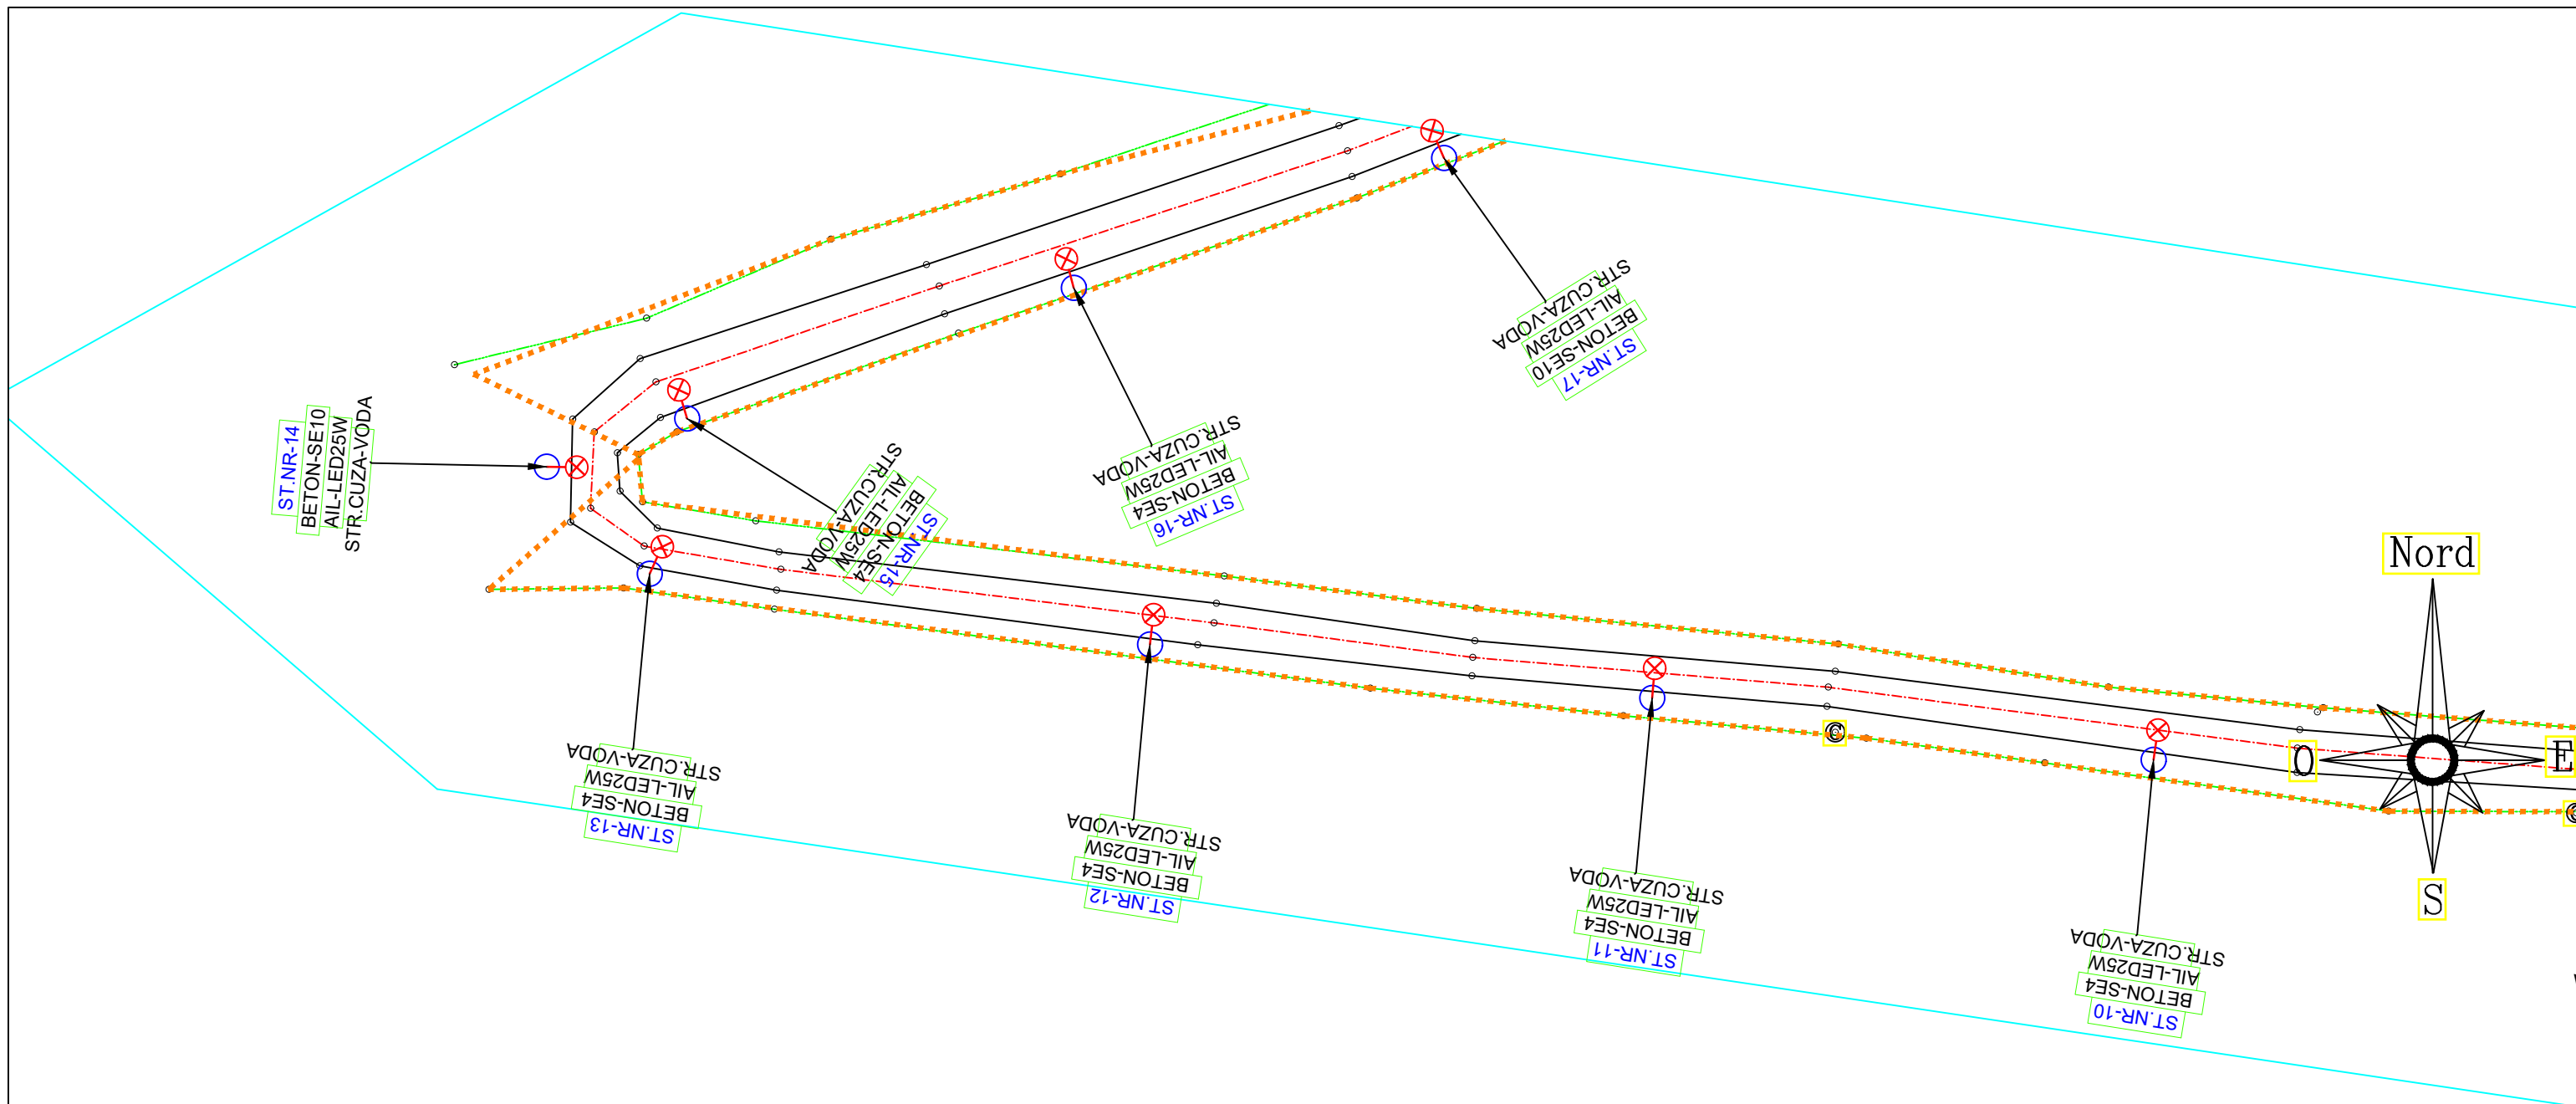 STR.CUZA-VODA
AIL-LED25W
BETON-SE10
ST.NR-17
ST.NR-14
BETON-SE10
AIL-LED25W
STR.CUZA-VODA
STR.CUZA-VODA
AIL-LED25W
BETON-SE4
ST.NR-16
STR.CUZA-VODA
AIL-LED25W
BETON-SE4
ST.NR-15
Nord
O
E
S
©
STR.CUZA-VODA
AIL-LED25W
BETON-SE4
ST.NR-13
STR.CUZA-VODA
AIL-LED25W
BETON-SE4
ST.NR-12
STR.CUZA-VODA
AIL-LED25W
BETON-SE4
ST.NR-11
STR.CUZA-VODA
AIL-LED25W
BETON-SE4
ST.NR-10